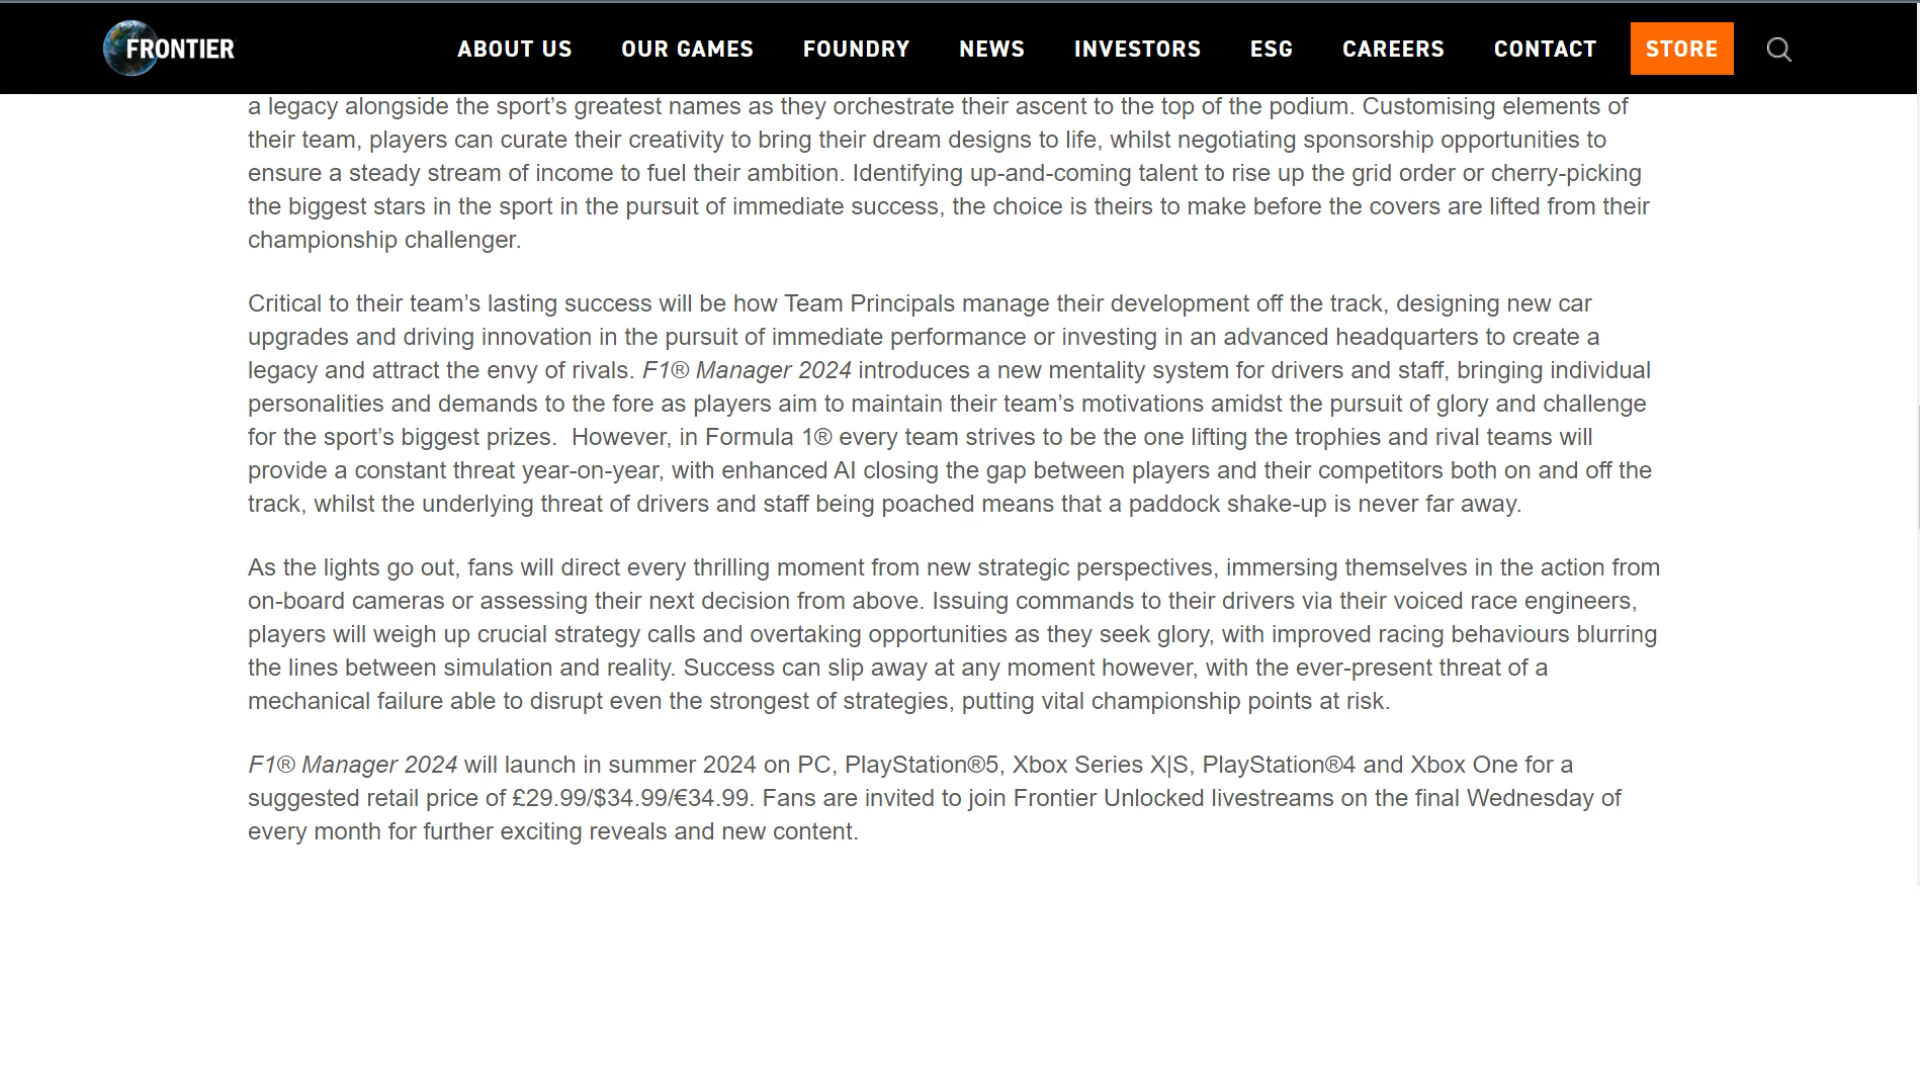 FRONTIER
ABOUT US
OUR GAMES
FOUNDRY
NEWS
INVESTORS
ESG
CAREERS
CONTACT
STORE
a legacy alongside the sport’s greatest names as they orchestrate their ascent to the top of the podium. Customising elements of
their team, players can curate their creativity to bring their dream designs to life, whilst negotiating sponsorship opportunities to
ensure a steady stream of income to fuel their ambition. Identifying up-and-coming talent to rise up the grid order or cherry-picking
the biggest stars in the sport in the pursuit of immediate success, the choice is theirs to make before the covers are lifted from their
championship challenger.
Critical to their team’s lasting success will be how Team Principals manage their development off the track, designing new car
upgrades and driving innovation in the pursuit of immediate performance or investing in an advanced headquarters to create a
legacy and attract the envy of rivals. F1® Manager 2024 introduces a new mentality system for drivers and staff, bringing individual
personalities and demands to the fore as players aim to maintain their team’s motivations amidst the pursuit of glory and challenge
for the sport’s biggest prizes.  However, in Formula 1® every team strives to be the one lifting the trophies and rival teams will
provide a constant threat year-on-year, with enhanced AI closing the gap between players and their competitors both on and off the
track, whilst the underlying threat of drivers and staff being poached means that a paddock shake-up is never far away.
As the lights go out, fans will direct every thrilling moment from new strategic perspectives, immersing themselves in the action from
on-board cameras or assessing their next decision from above. Issuing commands to their drivers via their voiced race engineers,
players will weigh up crucial strategy calls and overtaking opportunities as they seek glory, with improved racing behaviours blurring
the lines between simulation and reality. Success can slip away at any moment however, with the ever-present threat of a
mechanical failure able to disrupt even the strongest of strategies, putting vital championship points at risk.
F1® Manager 2024 will launch in summer 2024 on PC, PlayStation®5, Xbox Series X|S, PlayStation®4 and Xbox One for a
suggested retail price of £29.99/$34.99/€34.99. Fans are invited to join Frontier Unlocked livestreams on the final Wednesday of
every month for further exciting reveals and new content.